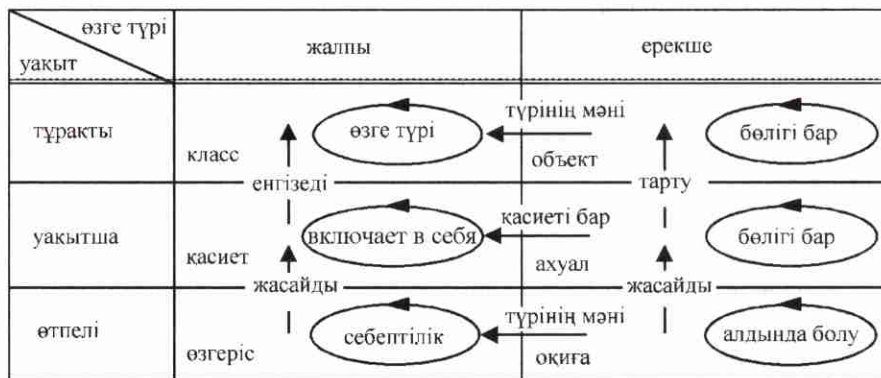 өзге түрі
уақыт
жалпы
ерекше
тұрақты
класс
өзге түрі
түрінің мәні
объект
бөлігі бар
енгізеді
тарту
уақытша
қасиет
включает в себя
қасиеті бар
ахуал
бөлігі бар
жасайды
жасайды
өтпелі
өзгеріс
себептілік
түрінің мәні
оқиға
алдында болу